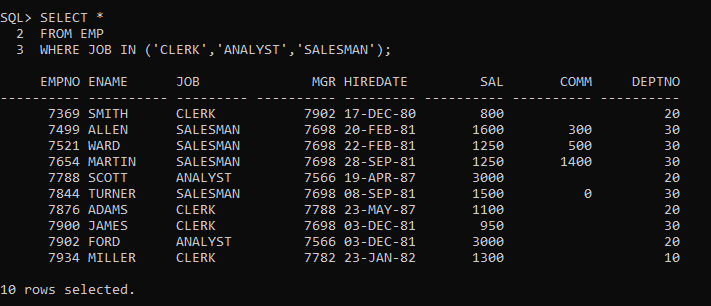 SQL> SELECT *
  2  FROM EMP
  3  WHERE JOB IN ('CLERK','ANALYST','SALESMAN');
     EMPNO ENAME      JOB              MGR HIREDATE         SAL       COMM     DEPTNO
---------- ---------- --------- ---------- --------- ---------- ---------- ----------
      7369 SMITH      CLERK           7902 17-DEC-80        800                    20
      7499 ALLEN      SALESMAN        7698 20-FEB-81       1600        300         30
      7521 WARD       SALESMAN        7698 22-FEB-81       1250        500         30
      7654 MARTIN     SALESMAN        7698 28-SEP-81       1250       1400         30
      7788 SCOTT      ANALYST         7566 19-APR-87       3000                    20
      7844 TURNER     SALESMAN        7698 08-SEP-81       1500          0         30
      7876 ADAMS      CLERK           7788 23-MAY-87       1100                    20
      7900 JAMES      CLERK           7698 03-DEC-81        950                    30
      7902 FORD       ANALYST         7566 03-DEC-81       3000                    20
      7934 MILLER     CLERK           7782 23-JAN-82       1300                    10
10 rows selected.